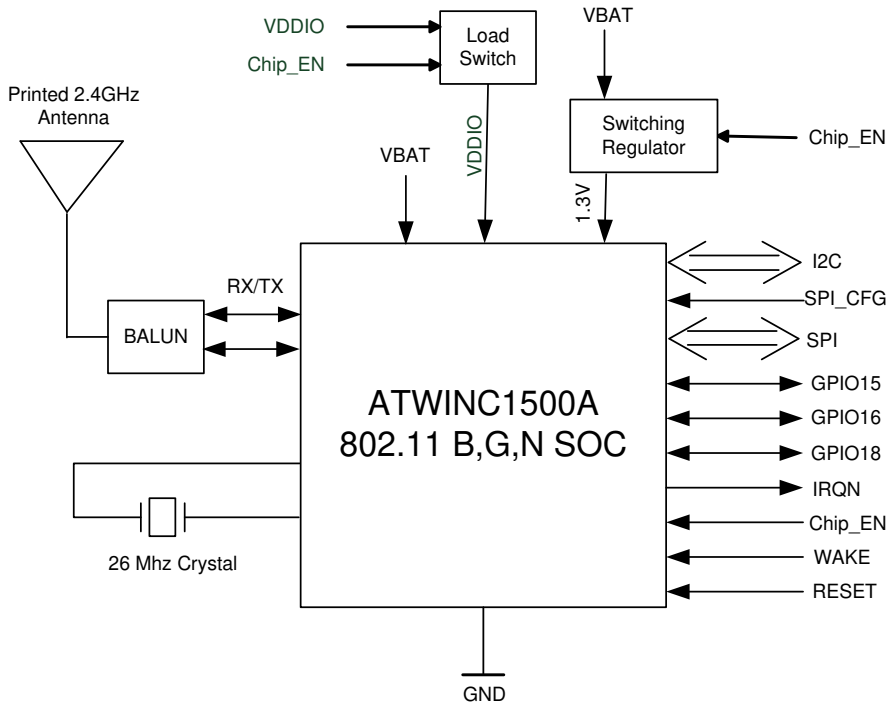 VDDIO
Chip_EN
Load
Switch
VBAT
Printed 2.4GHz
Antenna
Switching
Regulator
Chip_EN
VBAT
VDDIO
1.3V
RX/TX
BALUN
I2C
SPI_CFG
SPI
GPIO15
GPIO16
GPIO18
IRQN
Chip_EN
WAKE
RESET
ATWINC1500A
802.11 B,G,N SOC
26 Mhz Crystal
GND